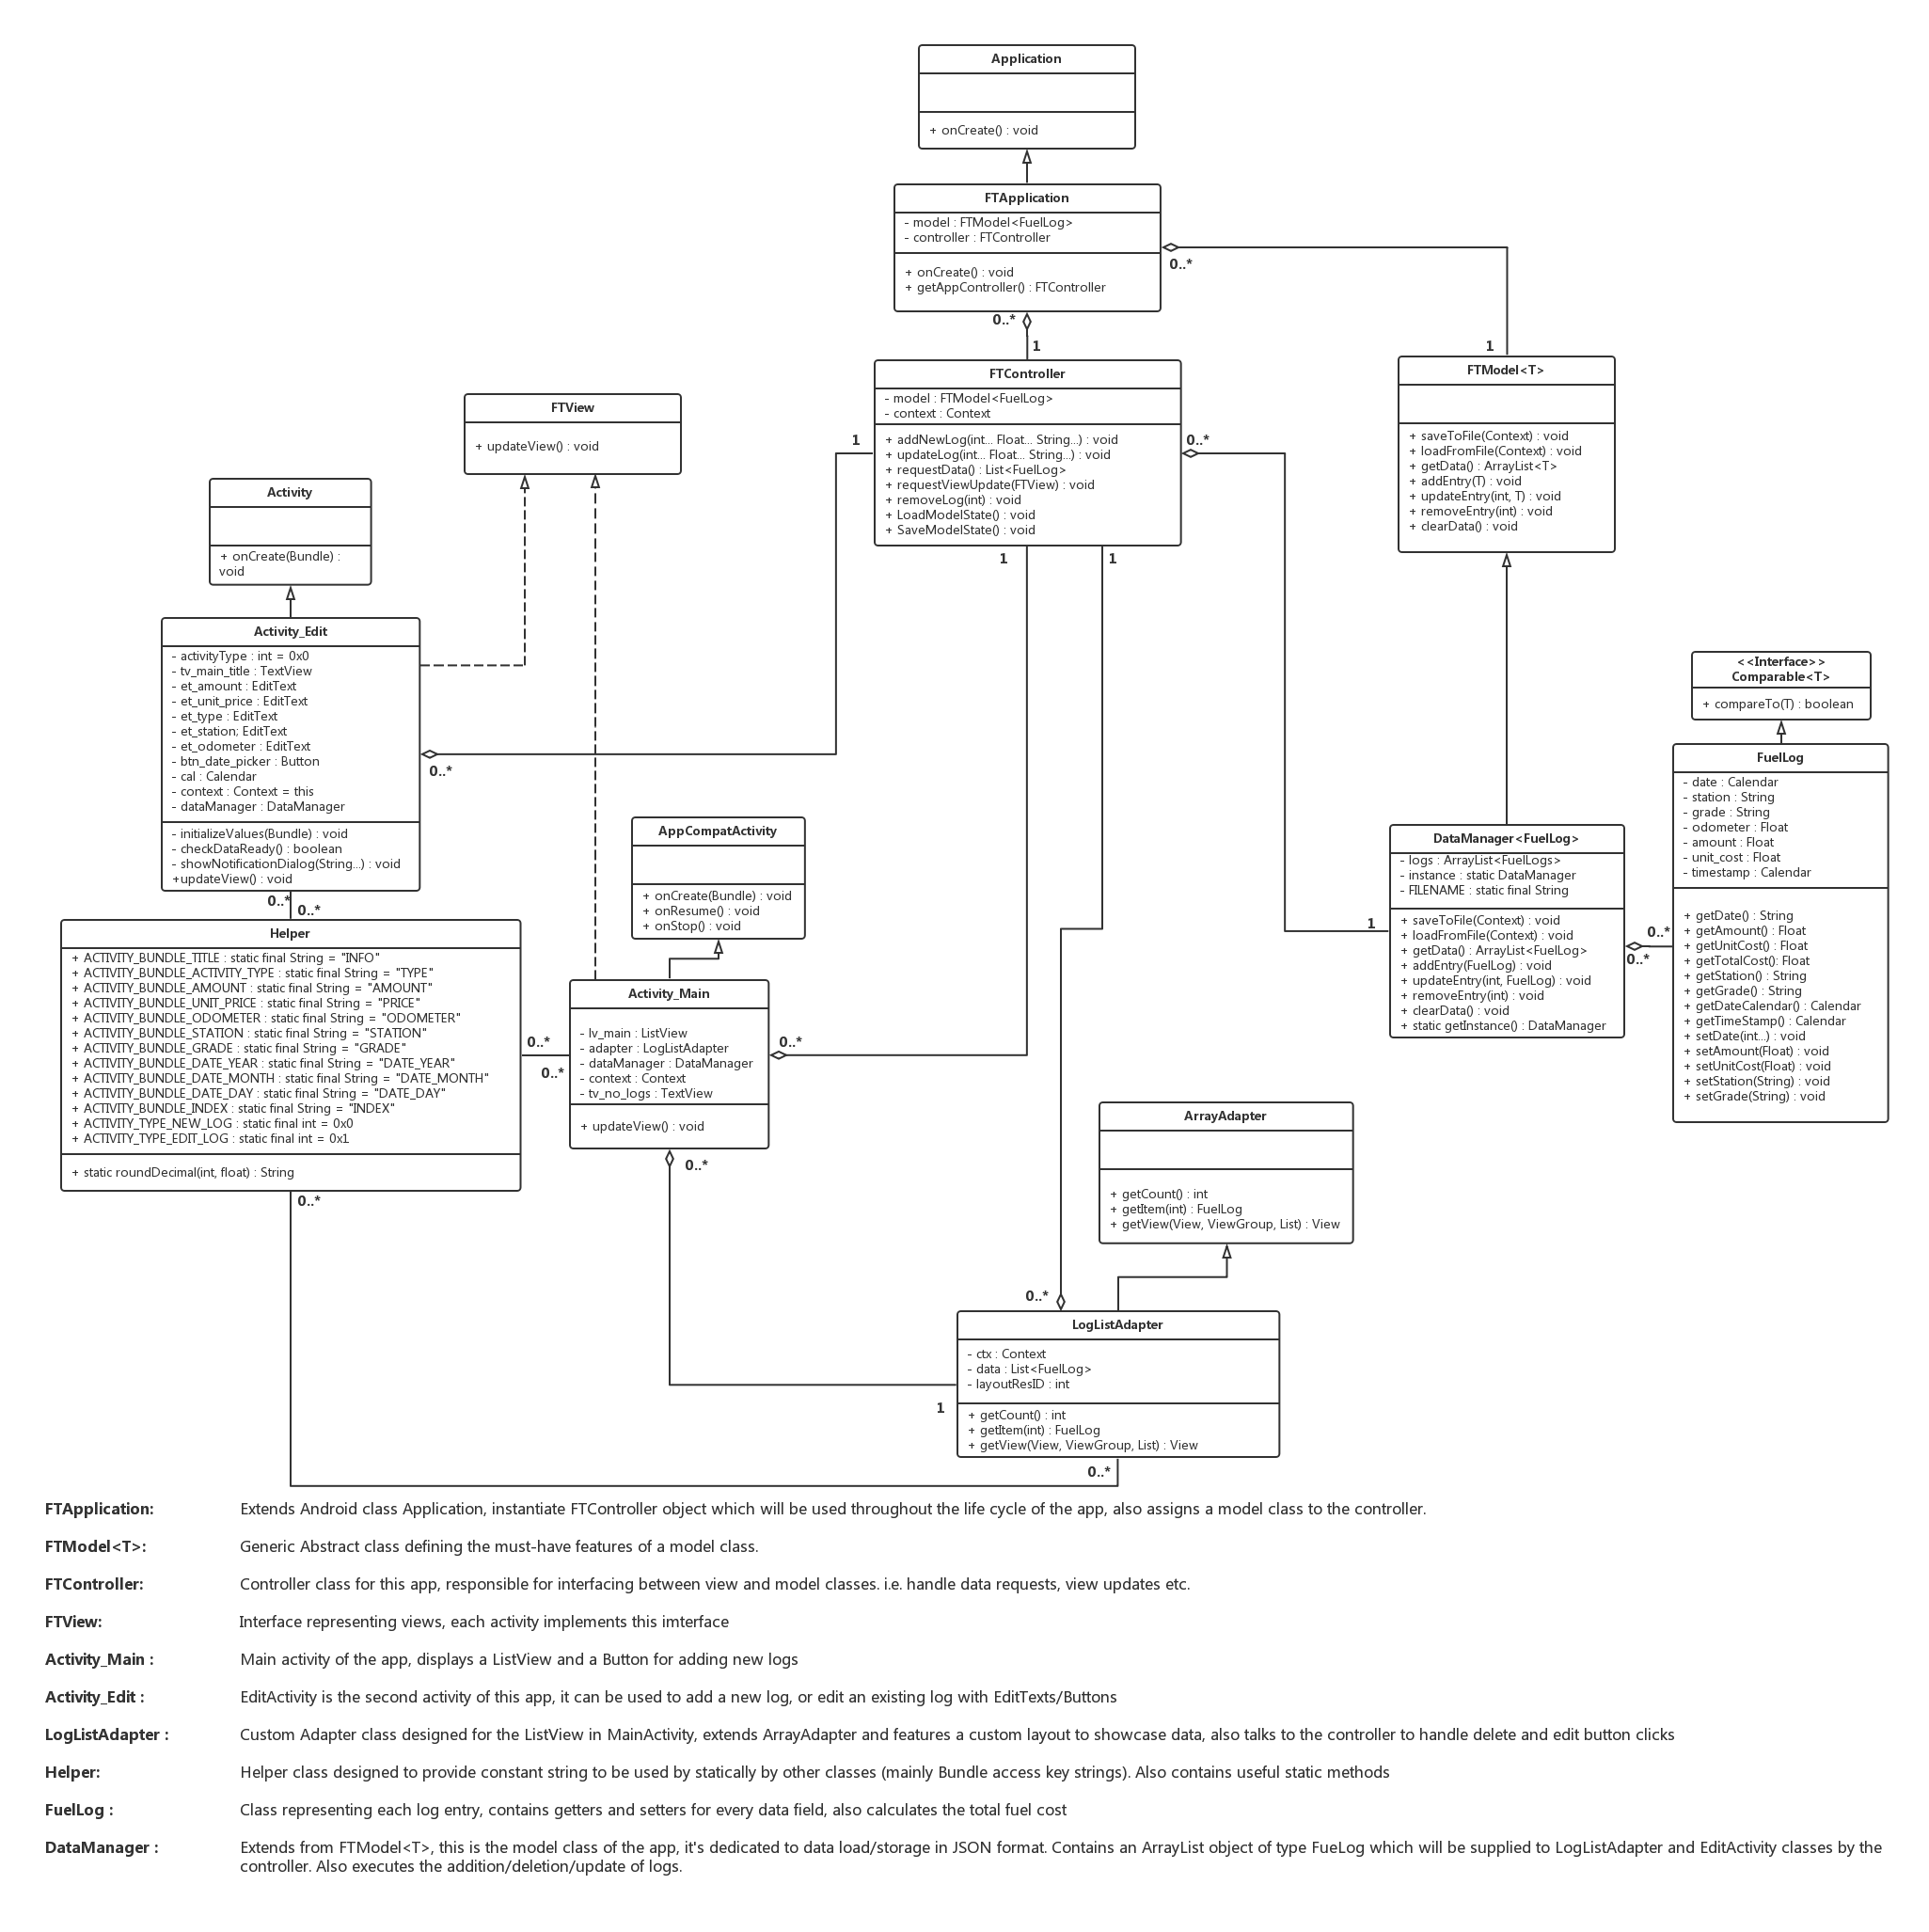 Application
+ onCreate() : void
FTApplication
- model : FTModel<FuelLog>
- controller : FTController
+ onCreate() : void
+ getAppController() : FTController
0..*
0..*
1
1
FTController
- model : FTModel<FuelLog>
- context : Context
+ addNewLog(int... Float... String...) : void
+ updateLog(int... Float... String...) : void
+ requestData() : List<FuelLog>
+ requestViewUpdate(FTView) : void
+ removeLog(int) : void
+ LoadModelState() : void
+ SaveModelState() : void
1
0..*
1
1
FTModel<T>
+ saveToFile(Context) : void
+ loadFromFile(Context) : void
+ getData() : ArrayList<T>
+ addEntry(T) : void
+ updateEntry(int, T) : void
+ removeEntry(int) : void
+ clearData() : void
FTView
+ updateView() : void
Activity
+ onCreate(Bundle) :
void
Activity_Edit
- activityType : int = 0x0
- tv_main_title : TextView
- et_amount : EditText
- et_unit_price : EditText
- et_type : EditText
- et_station; EditText
- et_odometer : EditText
- btn_date_picker : Button
- cal : Calendar
- context : Context = this
- dataManager : DataManager
- initializeValues(Bundle) : void
- checkDataReady() : boolean
- showNotificationDialog(String...) : void
+updateView() : void
0..*
0..*
0..*
<<Interface>>
Comparable<T>
+ compareTo(T) : boolean
FuelLog
- date : Calendar
- station : String
- grade : String
- odometer : Float
- amount : Float
- unit_cost : Float
- timestamp : Calendar
+ getDate() : String
+ getAmount() : Float
+ getUnitCost() : Float
+ getTotalCost(): Float
+ getStation() : String
+ getGrade() : String
+ getDateCalendar() : Calendar
+ getTimeStamp() : Calendar
+ setDate(int...) : void
+ setAmount(Float) : void
+ setUnitCost(Float) : void
+ setStation(String) : void
+ setGrade(String) : void
DataManager<FuelLog>
- logs : ArrayList<FuelLogs>
- instance : static DataManager
- FILENAME : static final String
+ saveToFile(Context) : void
+ loadFromFile(Context) : void
+ getData() : ArrayList<FuelLog>
+ addEntry(FuelLog) : void
+ updateEntry(int, FuelLog) : void
+ removeEntry(int) : void
+ clearData() : void
+ static getInstance() : DataManager
1
0..*
0..*
AppCompatActivity
+ onCreate(Bundle) : void
+ onResume() : void
+ onStop() : void
Helper
+ ACTIVITY_BUNDLE_TITLE : static final String = "INFO"
+ ACTIVITY_BUNDLE_ACTIVITY_TYPE : static final String = "TYPE"
+ ACTIVITY_BUNDLE_AMOUNT : static final String = "AMOUNT"
+ ACTIVITY_BUNDLE_UNIT_PRICE : static final String = "PRICE"
+ ACTIVITY_BUNDLE_ODOMETER : static final String = "ODOMETER"
+ ACTIVITY_BUNDLE_STATION : static final String = "STATION"
+ ACTIVITY_BUNDLE_GRADE : static final String = "GRADE"
+ ACTIVITY_BUNDLE_DATE_YEAR : static final String = "DATE_YEAR"
+ ACTIVITY_BUNDLE_DATE_MONTH : static final String = "DATE_MONTH"
+ ACTIVITY_BUNDLE_DATE_DAY : static final String = "DATE_DAY"
+ ACTIVITY_BUNDLE_INDEX : static final String = "INDEX"
+ ACTIVITY_TYPE_NEW_LOG : static final int = 0x0
+ ACTIVITY_TYPE_EDIT_LOG : static final int = 0x1
+ static roundDecimal(int, float) : String
0..*
0..*
0..*
Activity_Main
- lv_main : ListView
- adapter : LogListAdapter
- dataManager : DataManager
- context : Context
- tv_no_logs : TextView
+ updateView() : void
0..*
0..*
ArrayAdapter
+ getCount() : int
+ getItem(int) : FuelLog
+ getView(View, ViewGroup, List) : View
0..*
LogListAdapter
- ctx : Context
- data : List<FuelLog>
- layoutResID : int
+ getCount() : int
+ getItem(int) : FuelLog
+ getView(View, ViewGroup, List) : View
1
0..*
FTApplication: Extends Android class Application, instantiate FTController object which will be used throughout the life cycle of the app, also assigns a model class to the controller.
FTModel<T>: Generic Abstract class defining the must-have features of a model class.
FTController: Controller class for this app, responsible for interfacing between view and model classes. i.e. handle data requests, view updates etc.
FTView: Interface representing views, each activity implements this imterface
Activity_Main : Main activity of the app, displays a ListView and a Button for adding new logs
Activity_Edit : EditActivity is the second activity of this app, it can be used to add a new log, or edit an existing log with EditTexts/Buttons
LogListAdapter : Custom Adapter class designed for the ListView in MainActivity, extends ArrayAdapter and features a custom layout to showcase data, also talks to the controller to handle delete and edit button clicks
Helper: Helper class designed to provide constant string to be used by statically by other classes (mainly Bundle access key strings). Also contains useful static methods
FuelLog : Class representing each log entry, contains getters and setters for every data field, also calculates the total fuel cost
DataManager : Extends from FTModel<T>, this is the model class of the app, it's dedicated to data load/storage in JSON format. Contains an ArrayList object of type FueLog which will be supplied to LogListAdapter and EditActivity classes by the
controller. Also executes the addition/deletion/update of logs.